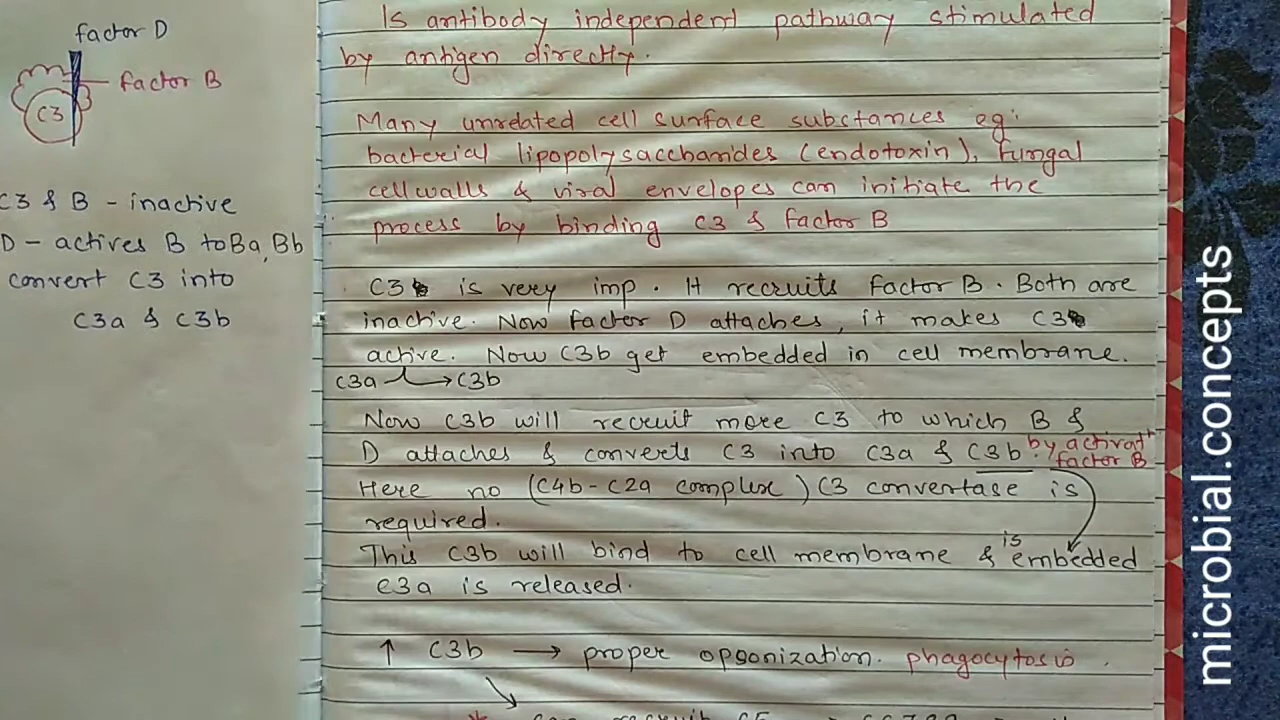 factor D
factor B
C3
C3 & B - inactive
D - actives B to Ba, Bb
convert C3 into
C3a & C3b
Is antibody independent pathway stimulated
by antigen directly.
Many unrelated cell surface substances eg:
bacterial lipopolysaccharides (endotoxin), fungal
cell walls & viral envelopes can initiate the
process by binding C3 & factor B
C3 is very imp. It recruits factor B. Both are
inactive. Now factor D attaches, it makes C3
active. Now C3b get embedded in cell membrane.
C3a C3b
Now C3b will recruit more C3 to which B &
D attaches & converts C3 into C3a & C3b by activatn
factor B
Here no (C4b-C2a complex) C3 convertase is
required.
This C3b will bind to cell membrane & is embedded
C3a is released.
↑ C3b → proper opsonization. phagocytosis.
can recruit C5
microbial.concepts